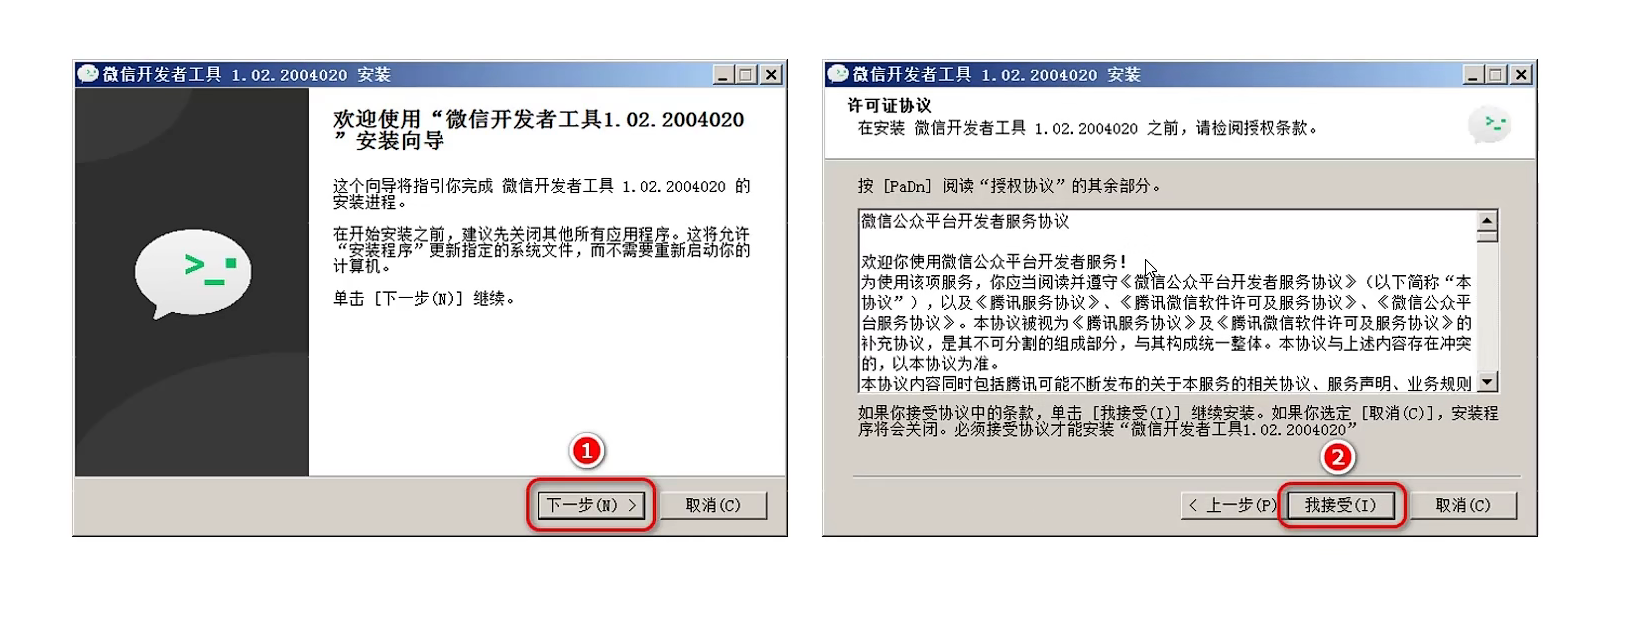 微信开发者工具 1.02.2004020 安装
欢迎使用“微信开发者工具1.02.2004020
”安装向导
这个向导将指引你完成 微信开发者工具 1.02.2004020 的
安装进程。
在开始安装之前，建议先关闭其他所有应用程序。这将允许
“安装程序”更新指定的系统文件，而不需要重新启动你的
计算机。
单击 [下一步(N)] 继续。
1
下一步(N) >
取消(C)
微信开发者工具 1.02.2004020 安装
许可证协议
在安装 微信开发者工具 1.02.2004020 之前，请检阅授权条款。
按 [PaDn] 阅读“授权协议”的其余部分。
微信公众平台开发者服务协议
欢迎你使用微信公众平台开发者服务！
为使用该项服务，你应当阅读并遵守《微信公众平台开发者服务协议》（以下简称“本
协议”），以及《腾讯服务协议》、《腾讯微信软件许可及服务协议》、《微信公众平
台服务协议》。本协议被视为《腾讯服务协议》及《腾讯微信软件许可及服务协议》的
补充协议，是其不可分割的组成部分，与其构成统一整体。本协议与上述内容存在冲突
的，以本协议为准。
本协议内容同时包括腾讯可能不断发布的关于本服务的相关协议、服务声明、业务规则
如果你接受协议中的条款，单击 [我接受(I)] 继续安装。如果你选定 [取消(C)]，安装程
序将会关闭。必须接受协议才能安装“微信开发者工具1.02.2004020”
2
< 上一步(P)
我接受(I)
取消(C)